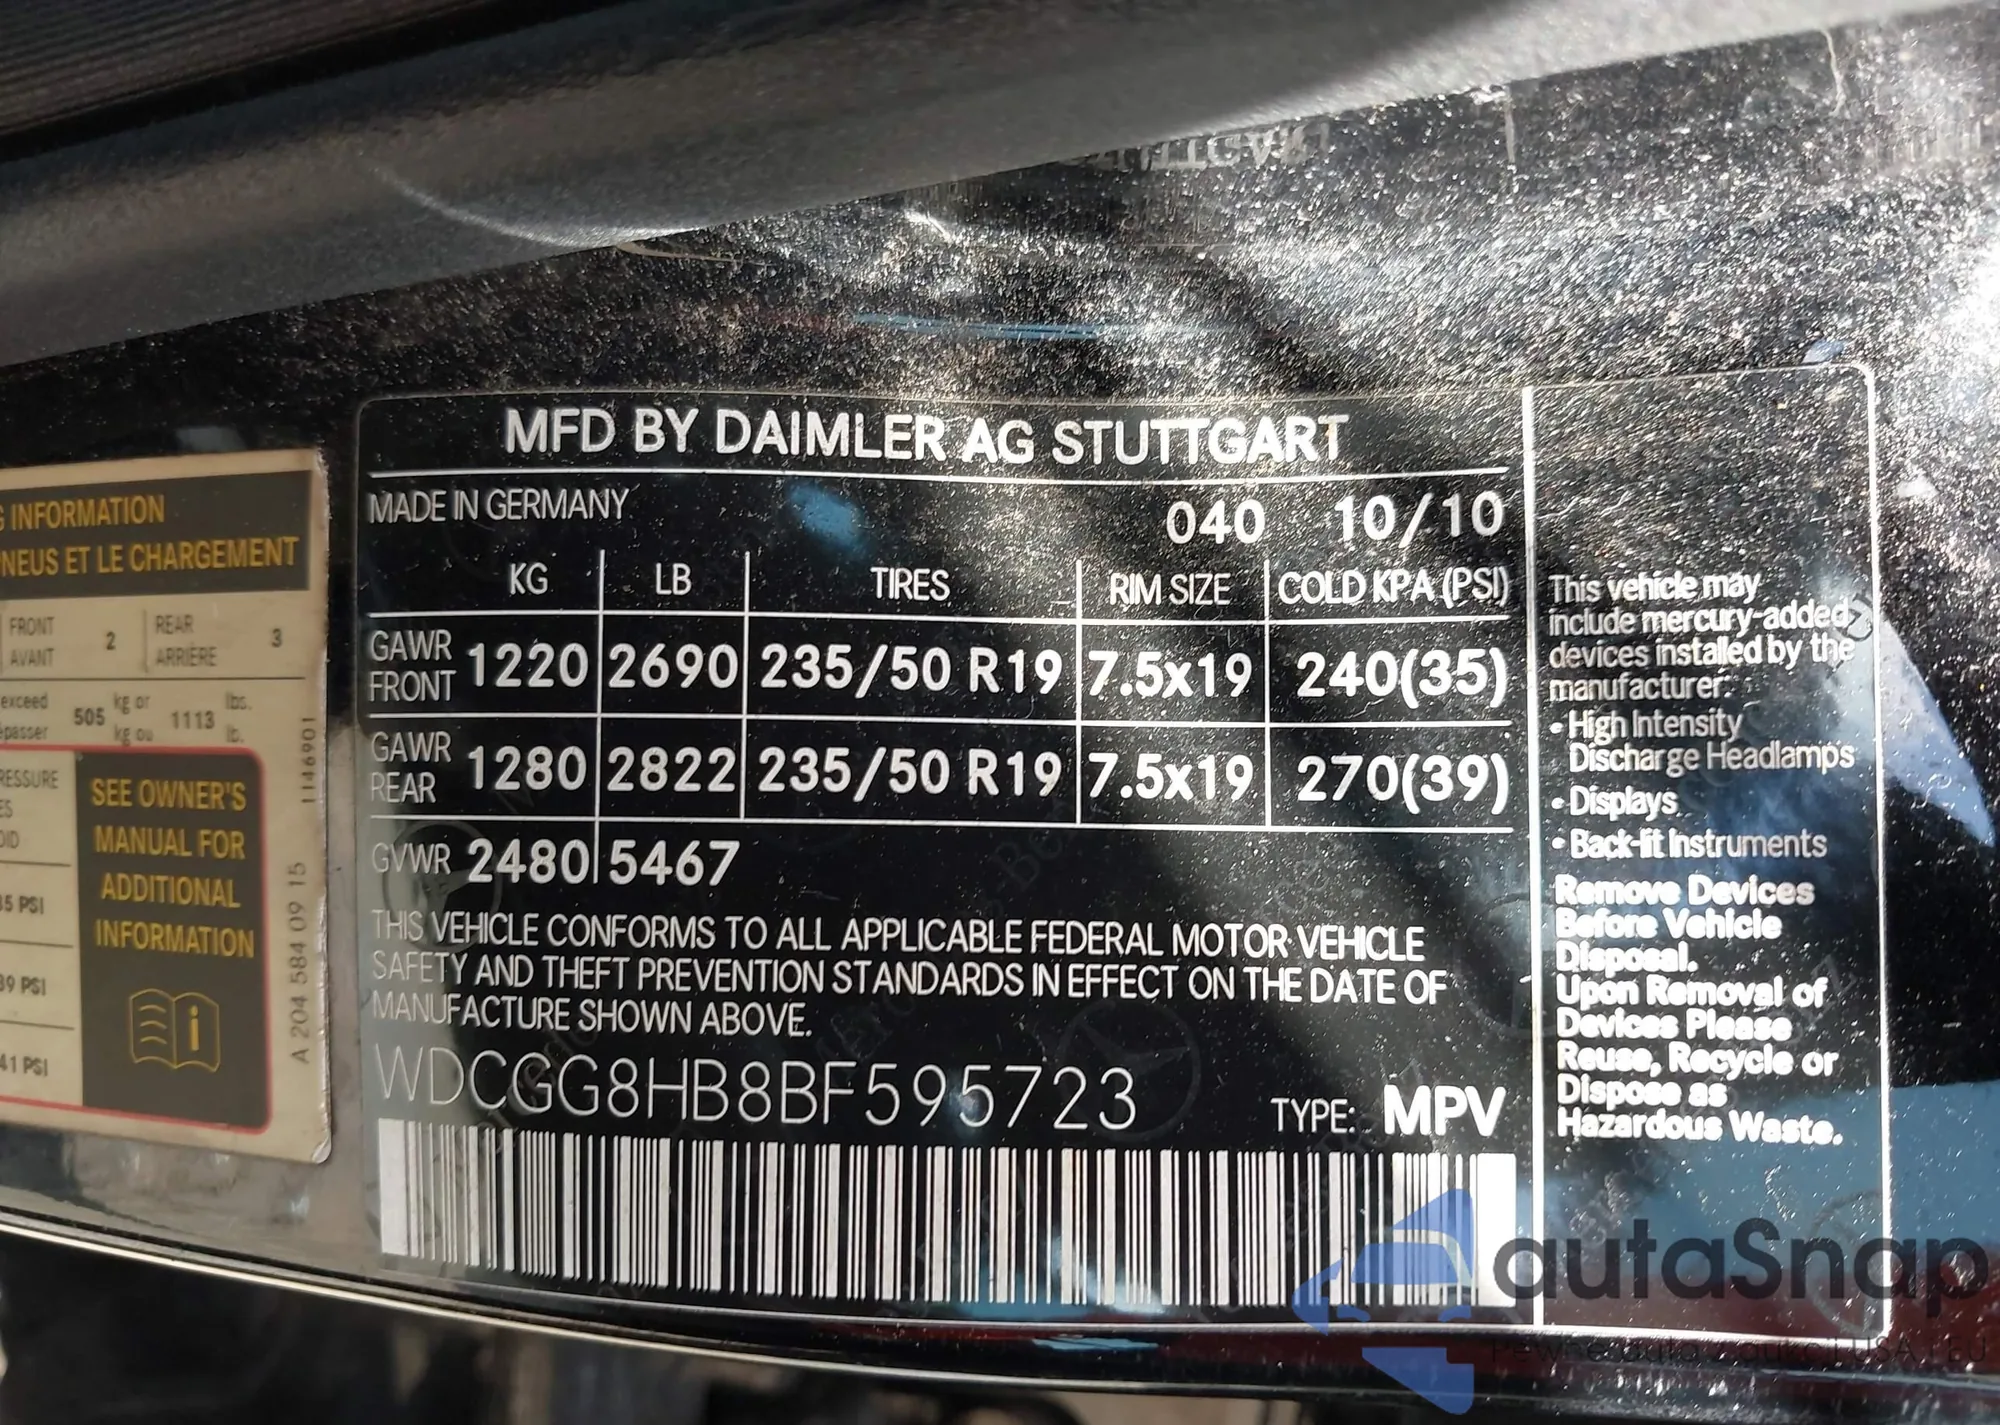 G INFORMATION
PNEUS ET LE CHARGEMENT
FRONT
AVANT
2
REAR
ARRIÈRE
3
exceed
505
kg or
1113
lbs.
kg ou
lb.
SEE OWNER'S
MANUAL FOR
ADDITIONAL
INFORMATION
35 PSI
39 PSI
41 PSI
1146901
A 204 584 09 15
MFD BY DAIMLER AG STUTTGART
MADE IN GERMANY 040 10/10
KG LB TIRES RIM SIZE COLD KPA (PSI)
GAWR
FRONT
1220 2690 235/50 R19 7.5x19 240(35)
GAWR
REAR
1280 2822 235/50 R19 7.5x19 270(39)
GVWR 2480 5467
THIS VEHICLE CONFORMS TO ALL APPLICABLE FEDERAL MOTOR VEHICLE
SAFETY AND THEFT PREVENTION STANDARDS IN EFFECT ON THE DATE OF
MANUFACTURE SHOWN ABOVE.
WDCGG8HB8BF595723
TYPE: MPV
This vehicle may
include mercury-added
devices installed by the
manufacturer:
• High Intensity
Discharge Headlamps
• Displays
• Back-lit Instruments
Remove Devices
Before Vehicle
Disposal.
Upon Removal of
Devices Please
Reuse, Recycle or
Dispose as
Hazardous Waste.
autaSnap